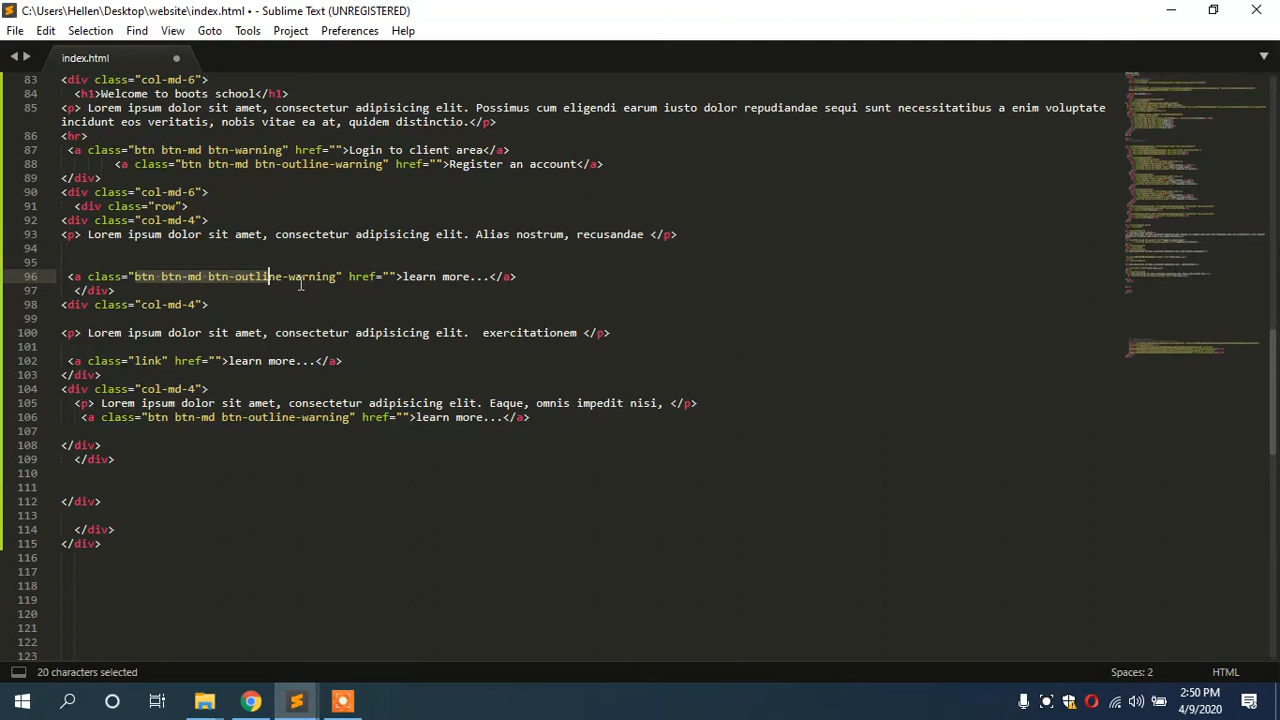 C:\Users\Hellen\Desktop\website\index.html • - Sublime Text (UNREGISTERED)
File Edit Selection Find View Goto Tools Project Preferences Help
index.html
83 <div class="col-md-6">
84 <h1>Welcome to boots school</h1>
85 <p> Lorem ipsum dolor sit amet, consectetur adipisicing elit. Possimus cum eligendi earum iusto dolor repudiandae sequi sunt necessitatibus a enim voluptate
incidunt eos veritatis, nobis voluptas at, quidem distinctio. </p>
86 <hr>
87 <a class="btn btn-md btn-warning" href="">Login to client area</a>
88 <a class="btn btn-md btn-outline-warning" href="">Register an account</a>
89 </div>
90 <div class="col-md-6">
91 <div class="row">
92 <div class="col-md-4">
93 <p> Lorem ipsum dolor sit amet, consectetur adipisicing elit. Alias nostrum, recusandae </p>
94
95
96 <a class="btn btn-md btn-outline-warning" href="">learn more...</a>
97 </div>
98 <div class="col-md-4">
99
100 <p> Lorem ipsum dolor sit amet, consectetur adipisicing elit.  exercitationem </p>
101
102 <a class="link" href="">learn more...</a>
103 </div>
104 <div class="col-md-4">
105 <p> Lorem ipsum dolor sit amet, consectetur adipisicing elit. Eaque, omnis impedit nisi, </p>
106 <a class="btn btn-md btn-outline-warning" href="">learn more...</a>
107
108 </div>
109 </div>
110
111
112 </div>
113
114 </div>
115 </div>
116
117
118
119
120
121
122
123
20 characters selected Spaces: 2 HTML
2:50 PM
4/9/2020